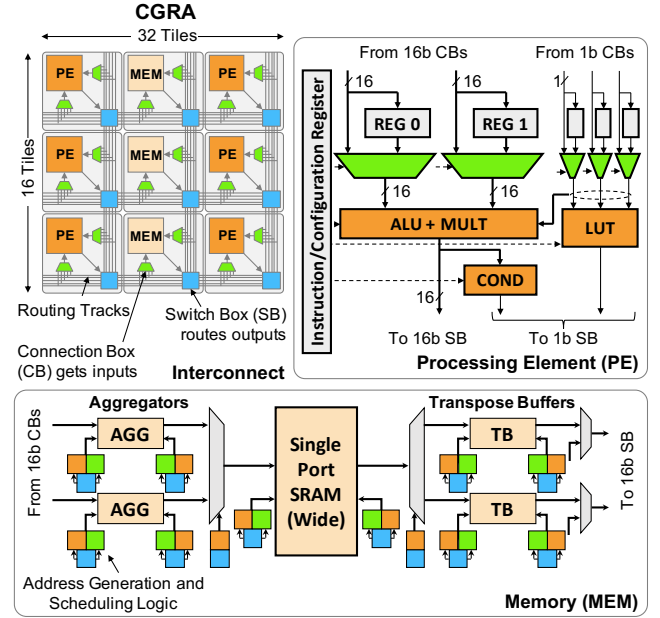 CGRA
32 Tiles
16 Tiles
PE
MEM
PE
PE
MEM
PE
PE
MEM
PE
Routing Tracks
Switch Box (SB)
routes outputs
Connection Box
(CB) gets inputs
Interconnect
From 16b CBs
From 1b CBs
Instruction/Configuration Register
16
16
1
REG 0
REG 1
16
16
ALU + MULT
LUT
COND
16
To 16b SB
To 1b SB
Processing Element (PE)
Aggregators
Transpose Buffers
From 16b CBs
AGG
AGG
Single
Port
SRAM
(Wide)
TB
TB
To 16b SB
Address Generation and
Scheduling Logic
Memory (MEM)